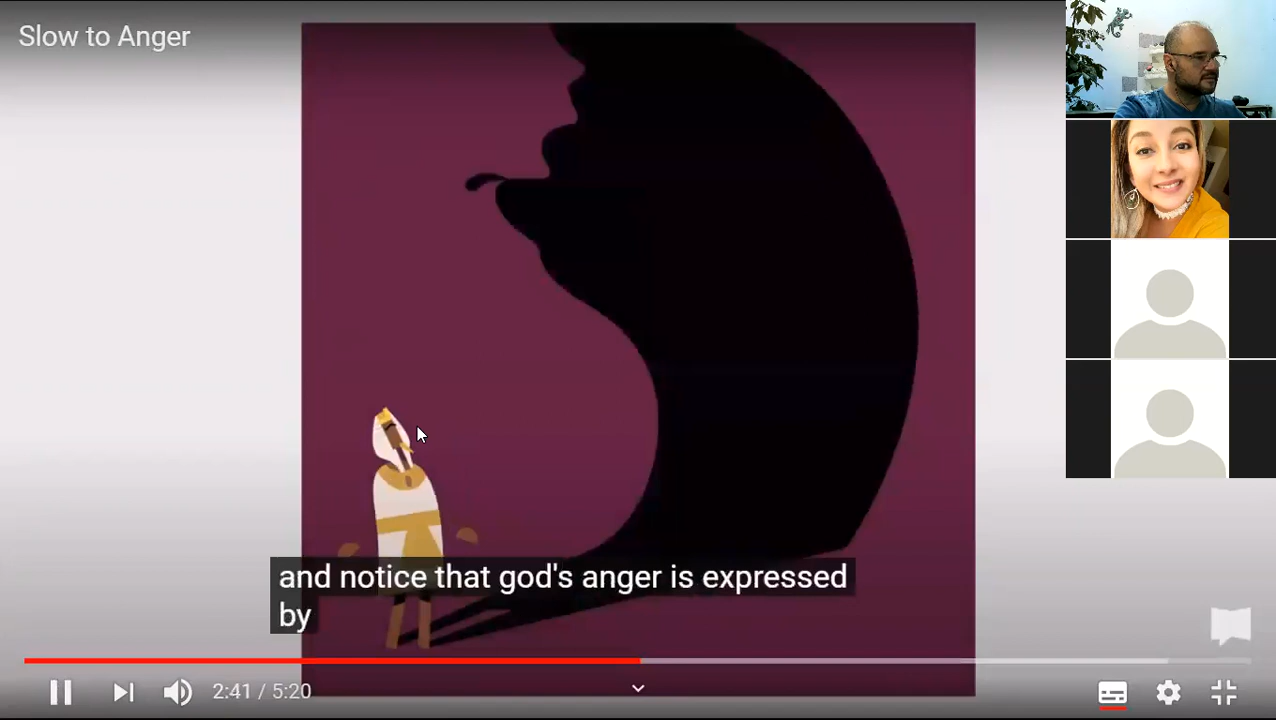 Slow to Anger
and notice that god's anger is expressed
by
2:41 / 5:20